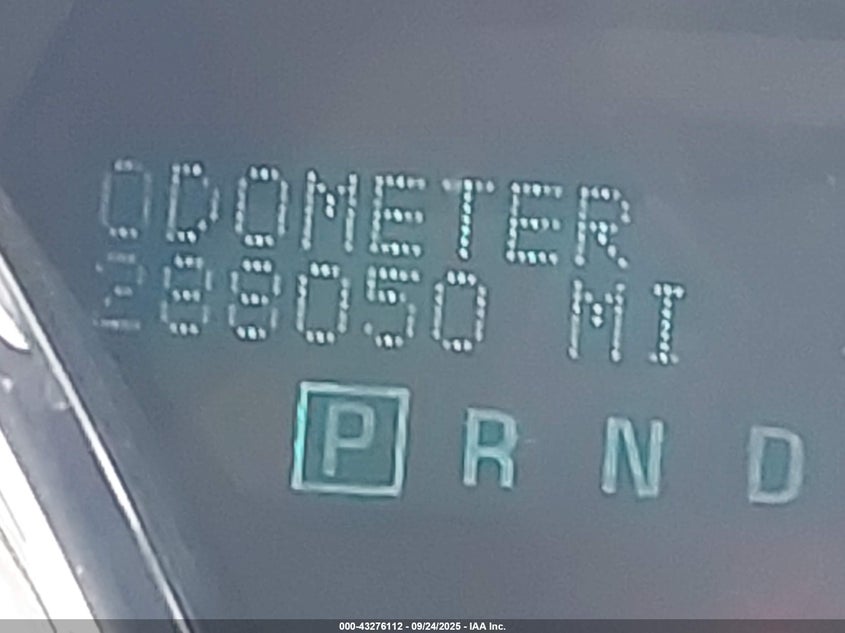 ODOMETER
288050 MI
P R N D
000-43276112 - 09/24/2025 - IAA Inc.